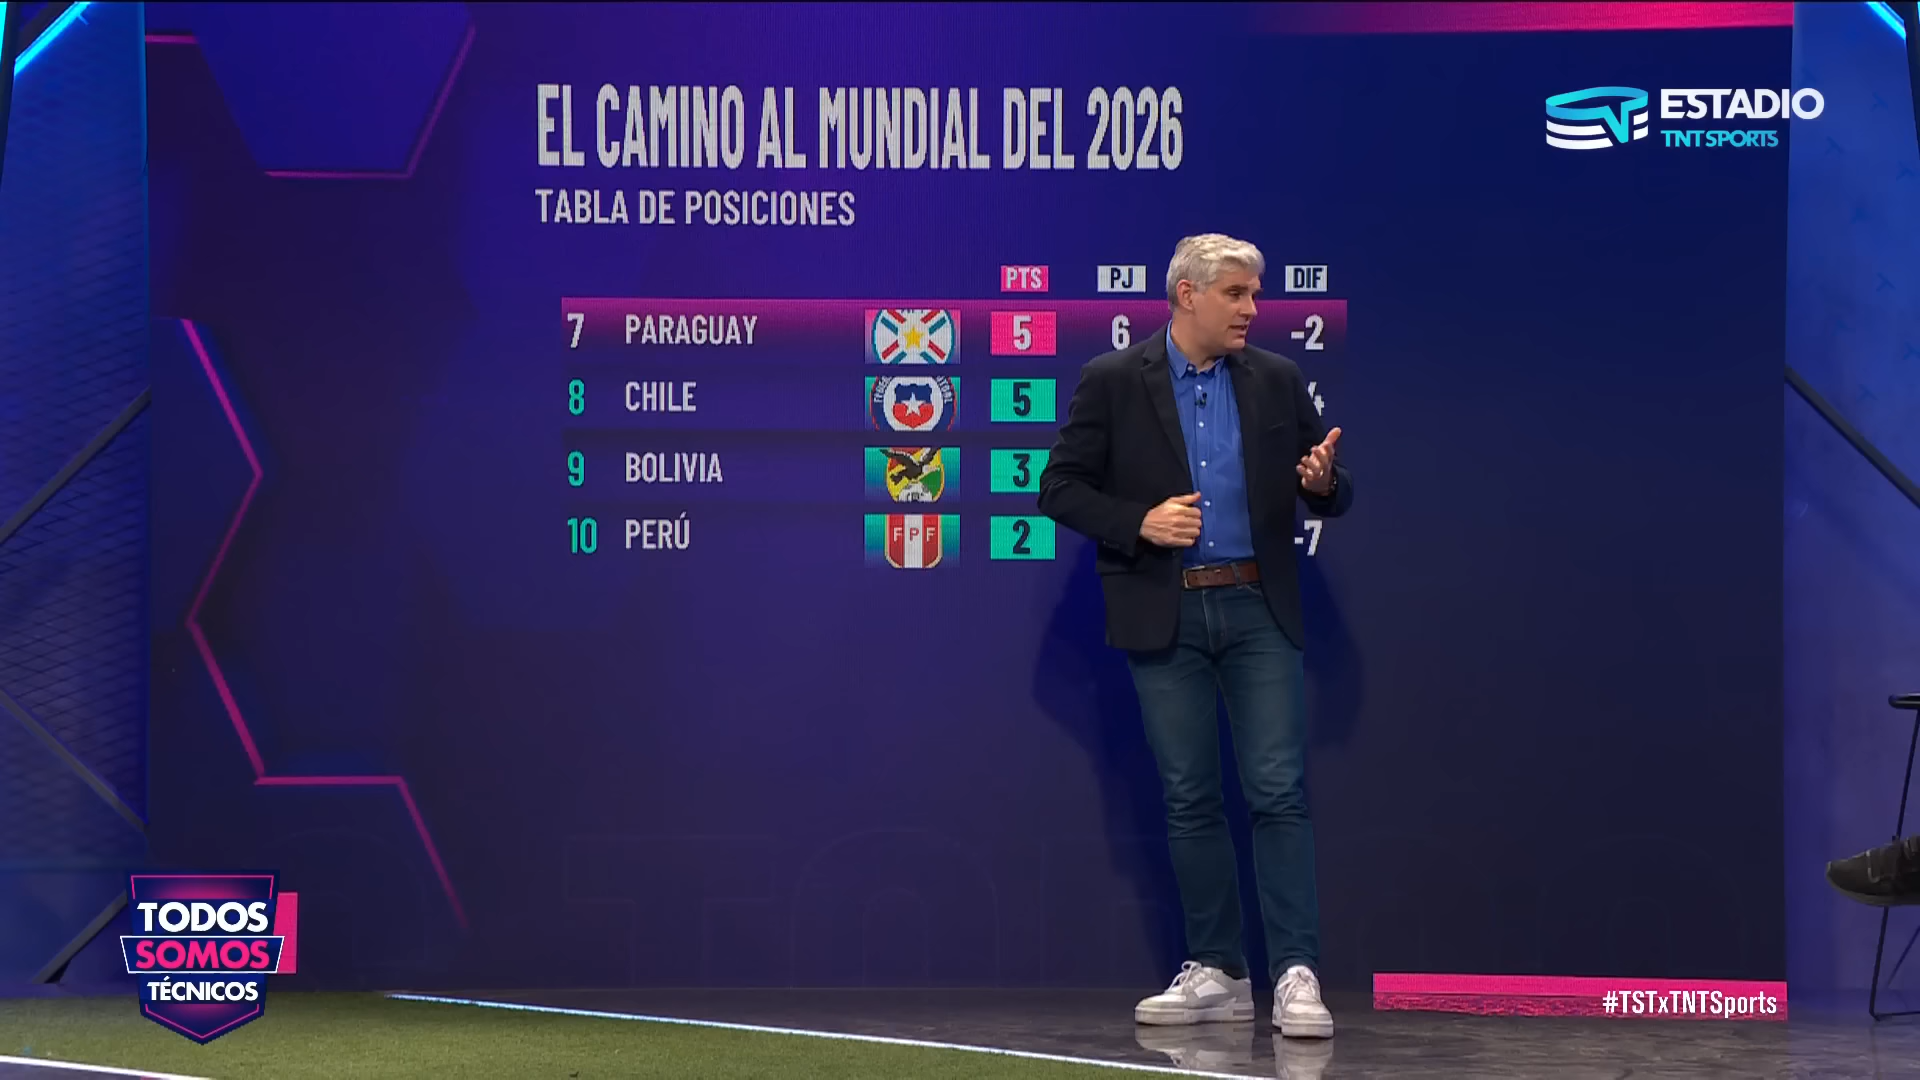 EL CAMINO AL MUNDIAL DEL 2026
TABLA DE POSICIONES
ESTADIO
TNT SPORTS
PTS PJ DIF
7 PARAGUAY 5 6 -2
8 CHILE 5
9 BOLIVIA 3
10 PERÚ FPF 2 -7
TODOS
SOMOS
TÉCNICOS
#TSTxTNTSports